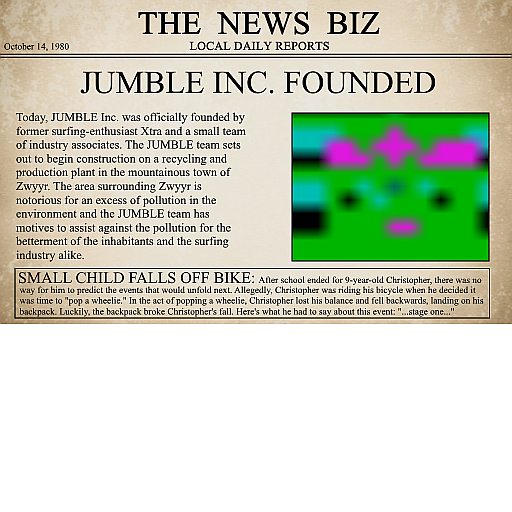 THE NEWS BIZ
October 14, 1980
LOCAL DAILY REPORTS
JUMBLE INC. FOUNDED
Today, JUMBLE Inc. was officially founded by
former surfing-enthusiast Xtra and a small team
of industry associates. The JUMBLE team sets
out to begin construction on a recycling and
production plant in the mountainous town of
Zwyyr. The area surrounding Zwyyr is
notorious for an excess of pollution in the
environment and the JUMBLE team has
motives to assist against the pollution for the
betterment of the inhabitants and the surfing
industry alike.
SMALL CHILD FALLS OFF BIKE: After school ended for 9-year-old Christopher, there was no
way for him to predict the events that would unfold next. Allegedly, Christopher was riding his bicycle when he decided it
was time to "pop a wheelie." In the act of popping a wheelie, Christopher lost his balance and fell backwards, landing on his
backpack. Luckily, the backpack broke Christopher's fall. Here's what he had to say about this event: "...stage one..."